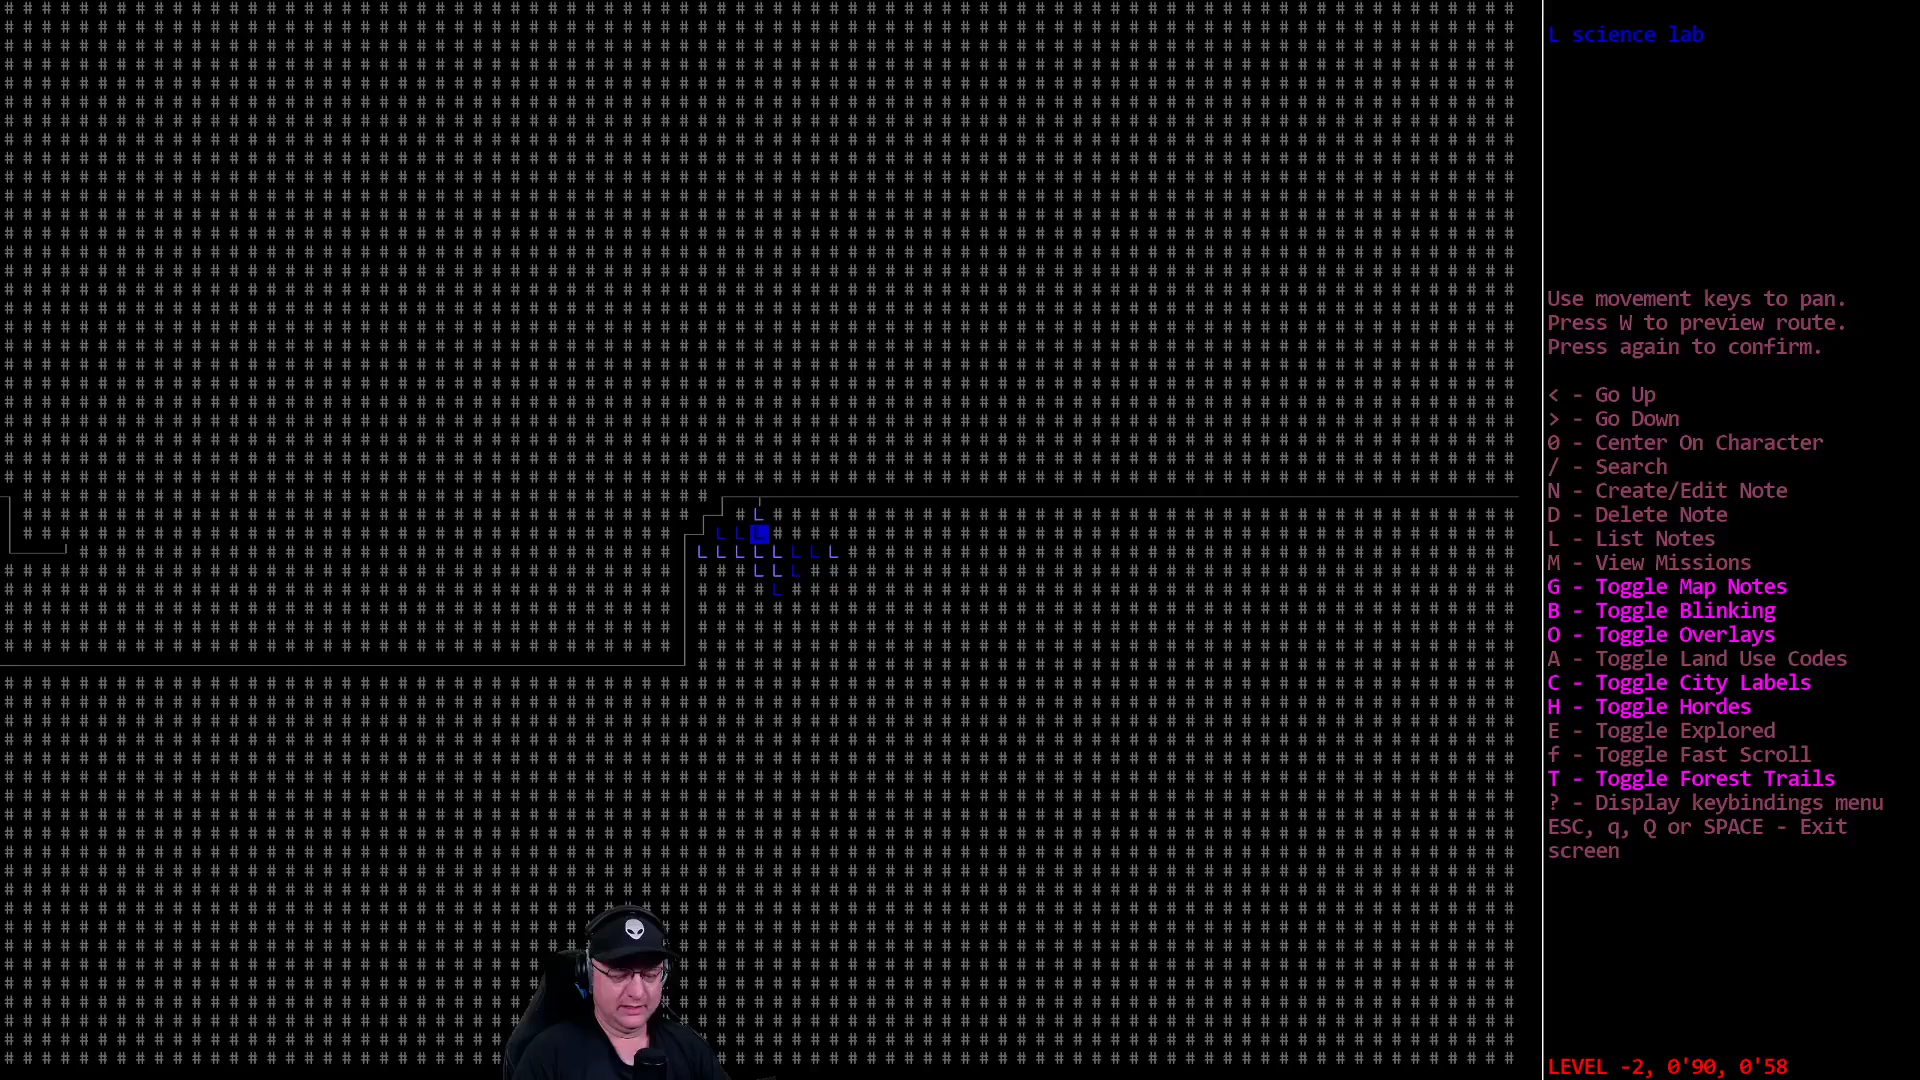 L science lab
Use movement keys to pan.
Press W to preview route.
Press again to confirm.
< - Go Up
> - Go Down
0 - Center On Character
/ - Search
N - Create/Edit Note
D - Delete Note
L - List Notes
M - View Missions
G - Toggle Map Notes
B - Toggle Blinking
O - Toggle Overlays
A - Toggle Land Use Codes
C - Toggle City Labels
H - Toggle Hordes
E - Toggle Explored
f - Toggle Fast Scroll
T - Toggle Forest Trails
? - Display keybindings menu
ESC, q, Q or SPACE - Exit
screen
LEVEL -2, 0'90, 0'58